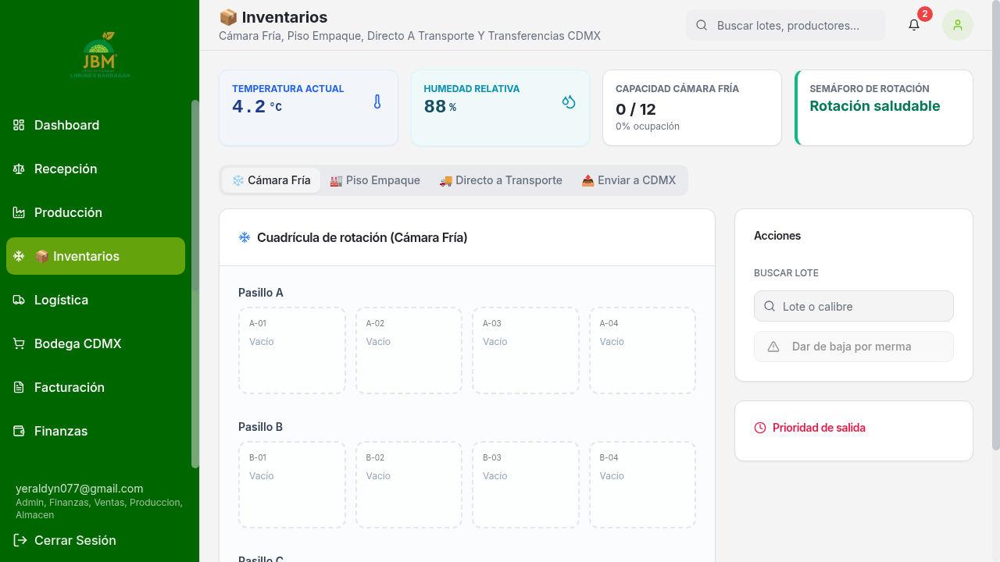 JBM
LIMONES BARRAGÁN
Dashboard
Recepción
Producción
📦 Inventarios
Logística
Bodega CDMX
Facturación
Finanzas
yeraldyn077@gmail.com
Admin, Finanzas, Ventas, Produccion,
Almacen
Cerrar Sesión
📦 Inventarios
Cámara Fría, Piso Empaque, Directo A Transporte Y Transferencias CDMX
Buscar lotes, productores...
2
TEMPERATURA ACTUAL
4.2 °C
HUMEDAD RELATIVA
88 %
CAPACIDAD CÁMARA FRÍA
0 / 12
0% ocupación
SEMÁFORO DE ROTACIÓN
Rotación saludable
❄️ Cámara Fría
🏭 Piso Empaque
🚚 Directo a Transporte
📤 Enviar a CDMX
Cuadrícula de rotación (Cámara Fría)
Pasillo A
A-01
Vacío
A-02
Vacío
A-03
Vacío
A-04
Vacío
Pasillo B
B-01
Vacío
B-02
Vacío
B-03
Vacío
B-04
Vacío
Pasillo C
Acciones
BUSCAR LOTE
Lote o calibre
Dar de baja por merma
Prioridad de salida